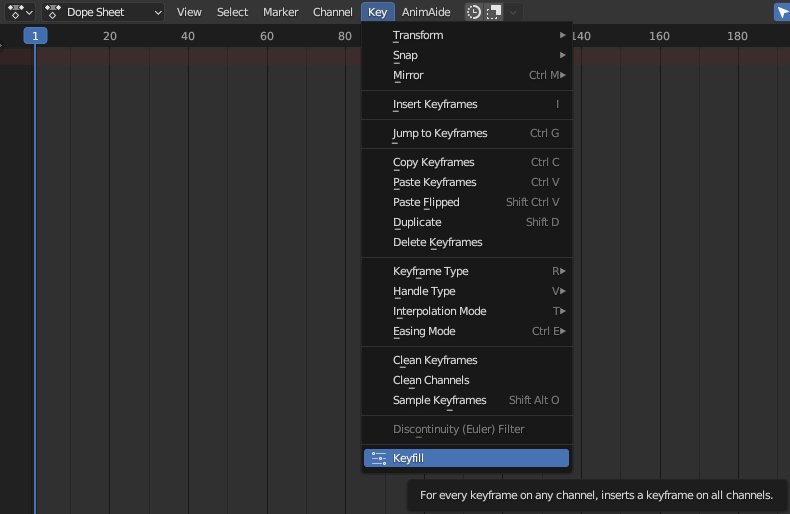 Dope Sheet View Select Marker Channel Key AnimAide
1 20 40 60 80 140 160 180
Transform
Snap
Mirror Ctrl M
Insert Keyframes I
Jump to Keyframes Ctrl G
Copy Keyframes Ctrl C
Paste Keyframes Ctrl V
Paste Flipped Shift Ctrl V
Duplicate Shift D
Delete Keyframes
Keyframe Type R
Handle Type V
Interpolation Mode T
Easing Mode Ctrl E
Clean Keyframes
Clean Channels
Sample Keyframes Shift Alt O
Discontinuity (Euler) Filter
Keyfill
For every keyframe on any channel, inserts a keyframe on all channels.